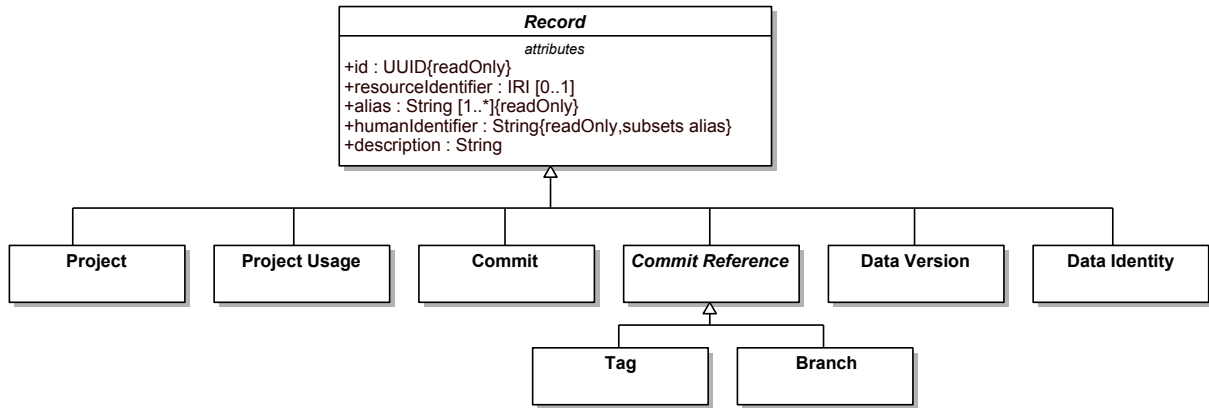 Record
attributes
+id : UUID{readOnly}
+resourceIdentifier : IRI [0..1]
+alias : String [1..*]{readOnly}
+humanIdentifier : String{readOnly,subsets alias}
+description : String
Project
Project Usage
Commit
Commit Reference
Data Version
Data Identity
Tag
Branch